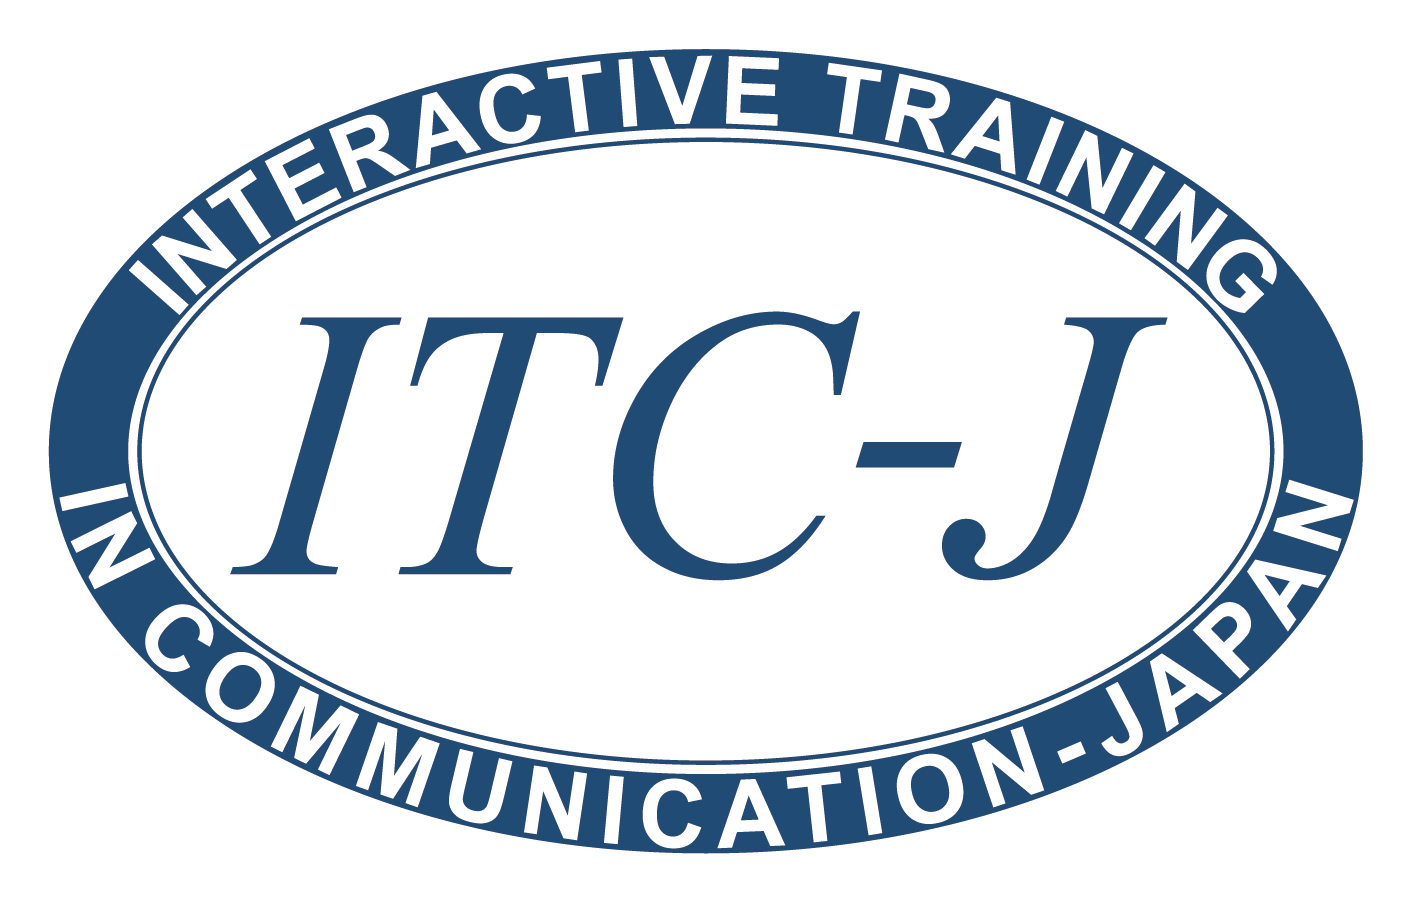 INTERACTIVE TRAINING
ITC-J
IN COMMUNICATION-JAPAN